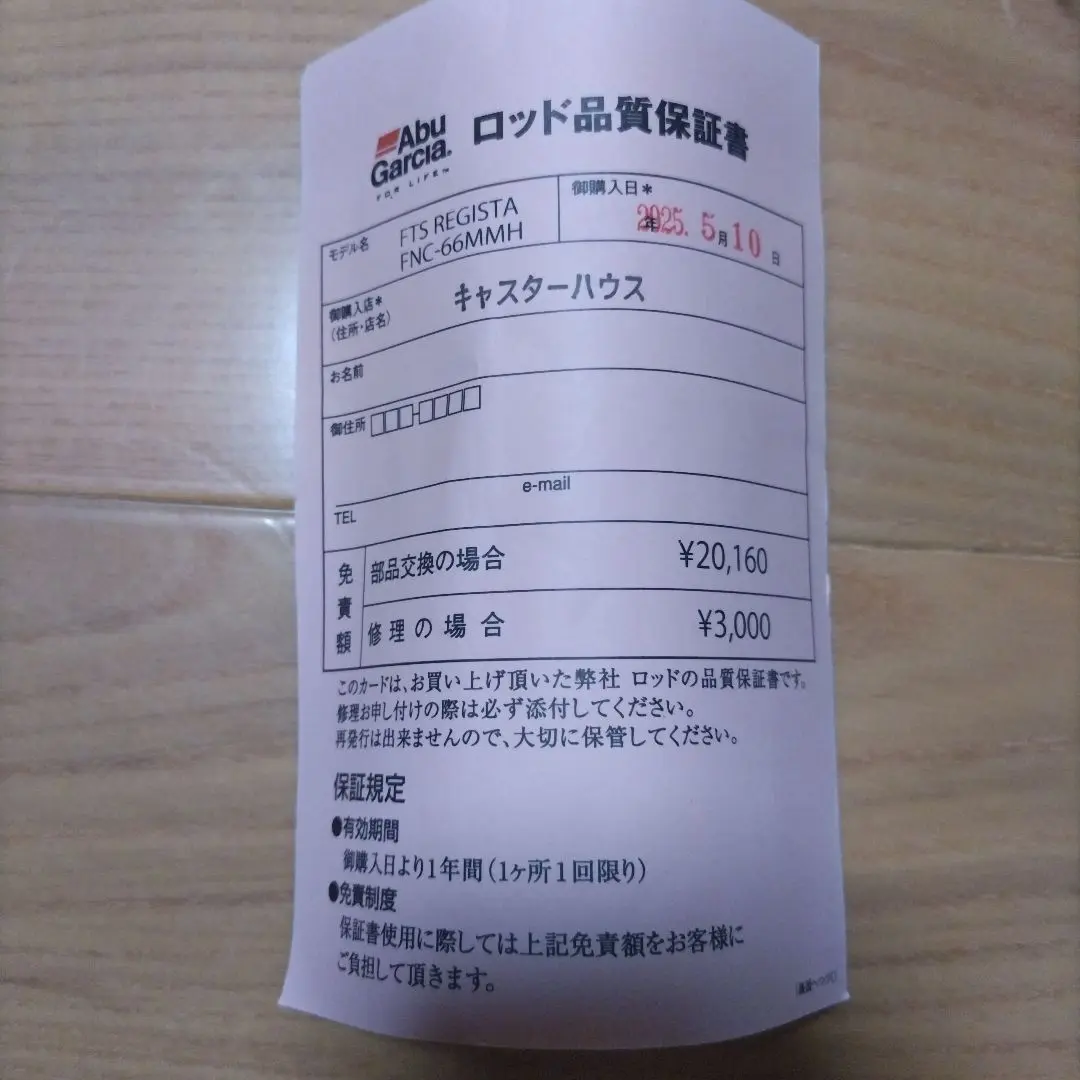 Abu
Garcia.
FOR LIFE™
ロッド品質保証書
モデル名
FTS REGISTA
FNC-66MMH
御購入日*
2025. 5月10日
年
御購入店*
(住所・店名)
キャスターハウス
お名前
御住所
e-mail
TEL
免責額
部品交換の場合 ¥20,160
修理の場合 ¥3,000
このカードは、お買い上げ頂いた弊社 ロッドの品質保証書です。
修理お申し付けの際は必ず添付してください。
再発行は出来ませんので、大切に保管してください。
保証規定
●有効期間
御購入日より1年間(1ヶ所1回限り)
●免責制度
保証書使用に際しては上記免責額をお客様に
ご負担して頂きます。